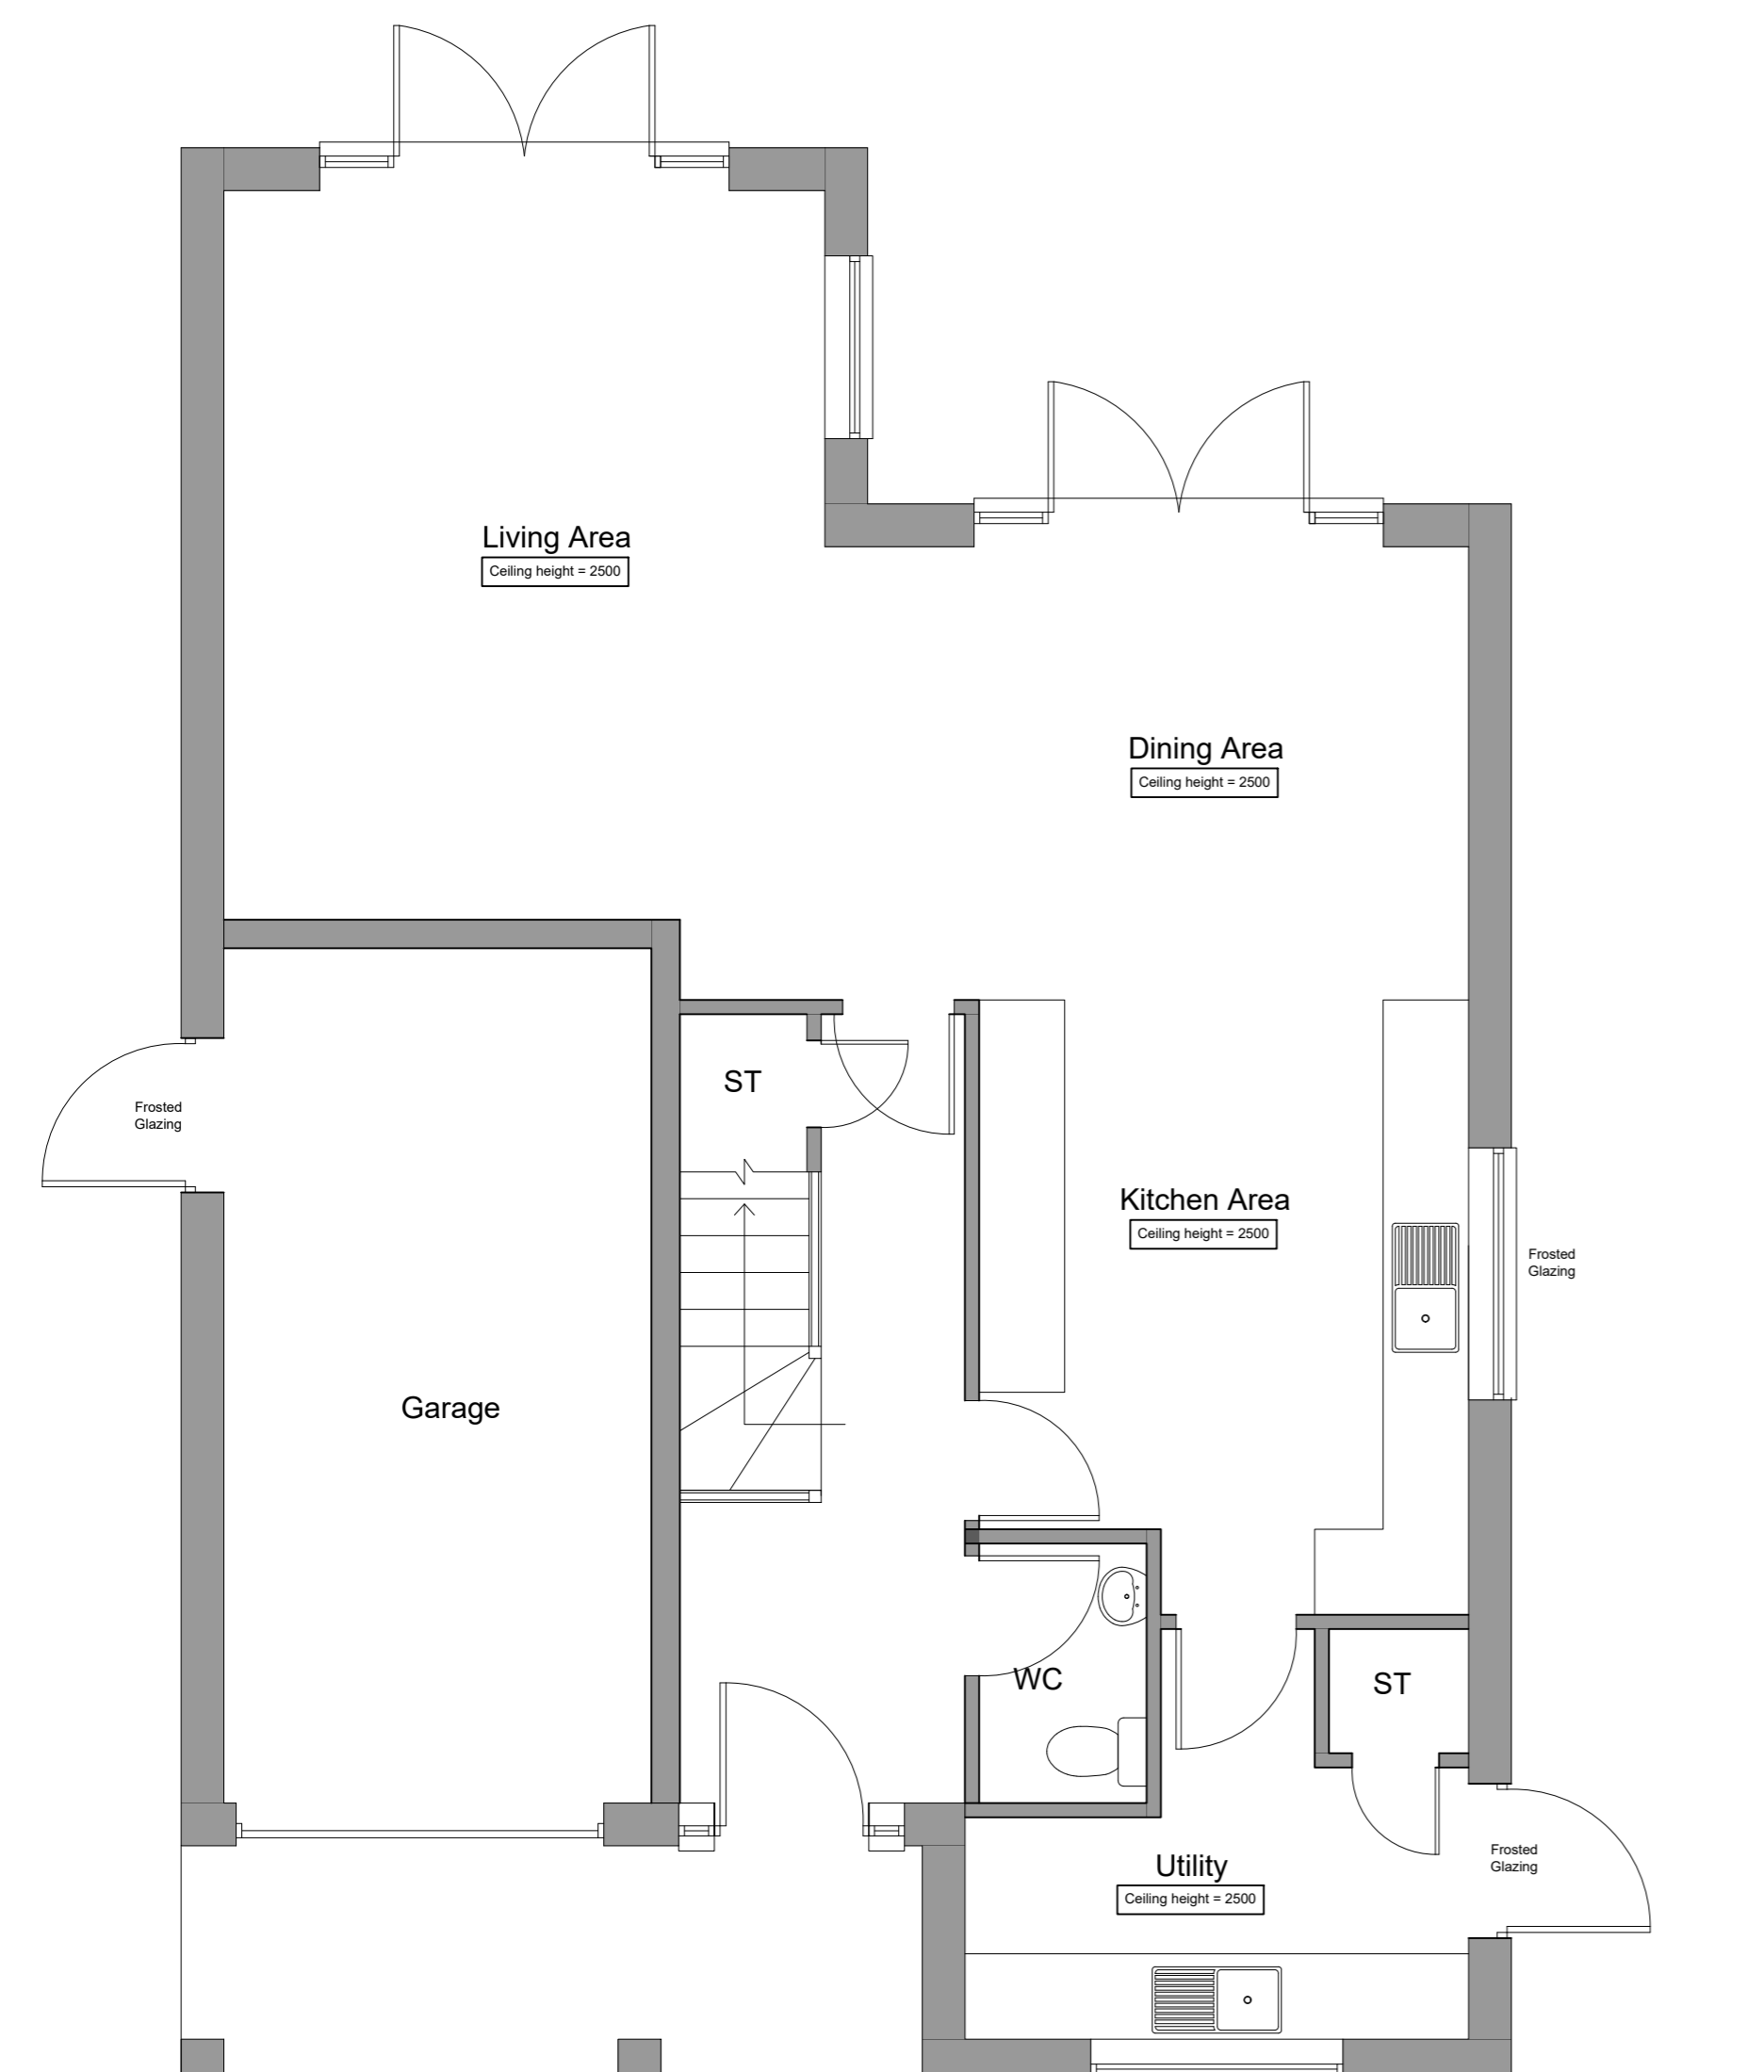 Living Area
Ceiling height = 2500
Dining Area
Ceiling height = 2500
ST
Frosted
Glazing
Kitchen Area
Ceiling height = 2500
Frosted
Glazing
Garage
WC
ST
Utility
Ceiling height = 2500
Frosted
Glazing